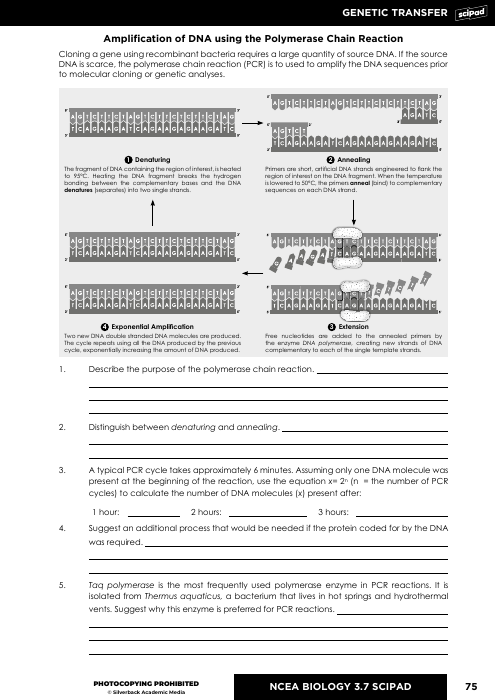 GENETIC TRANSFER scipad
Amplification of DNA using the Polymerase Chain Reaction
Cloning a gene using recombinant bacteria requires a large quantity of source DNA. If the source
DNA is scarce, the polymerase chain reaction (PCR) is to used to amplify the DNA sequences prior
to molecular cloning or genetic analyses.
1 Denaturing
The fragment of DNA containing the region of interest, is heated
to 95°C. Heating the DNA fragment breaks the hydrogen
bonding between the complementary bases and the DNA
denatures (separates) into two single strands.
2 Annealing
Primers are short, artificial DNA strands engineered to flank the
region of interest on the DNA fragment. When the temperature
is lowered to 50°C, the primers anneal (bind) to complementary
sequences on each DNA strand.
4 Exponential Amplification
Two new DNA double stranded DNA molecules are produced.
The cycle repeats using all the DNA produced by the previous
cycle, exponentially increasing the amount of DNA produced.
3 Extension
Free nucleotides are added to the annealed primers by
the enzyme DNA polymerase, creating new strands of DNA
complementary to each of the single template strands.
1. Describe the purpose of the polymerase chain reaction.
2. Distinguish between denaturing and annealing.
3. A typical PCR cycle takes approximately 6 minutes. Assuming only one DNA molecule was
present at the beginning of the reaction, use the equation x= 2ⁿ (n = the number of PCR
cycles) to calculate the number of DNA molecules (x) present after:
1 hour: 2 hours: 3 hours:
4. Suggest an additional process that would be needed if the protein coded for by the DNA
was required.
5. Taq polymerase is the most frequently used polymerase enzyme in PCR reactions. It is
isolated from Thermus aquaticus, a bacterium that lives in hot springs and hydrothermal
vents. Suggest why this enzyme is preferred for PCR reactions.
PHOTOCOPYING PROHIBITED
© Silverback Academic Media
NCEA BIOLOGY 3.7 SCIPAD 75